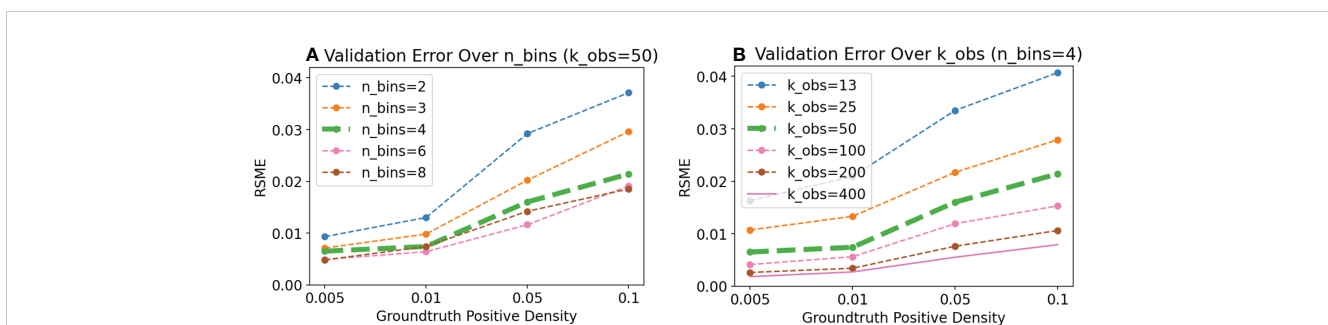 A Validation Error Over n_bins (k_obs=50)
0.04
0.03
0.02
0.01
0.00
RSME
n_bins=2
n_bins=3
n_bins=4
n_bins=6
n_bins=8
0.005 0.01 0.05 0.1
Groundtruth Positive Density
B Validation Error Over k_obs (n_bins=4)
0.04
0.03
0.02
0.01
0.00
RSME
k_obs=13
k_obs=25
k_obs=50
k_obs=100
k_obs=200
k_obs=400
0.005 0.01 0.05 0.1
Groundtruth Positive Density